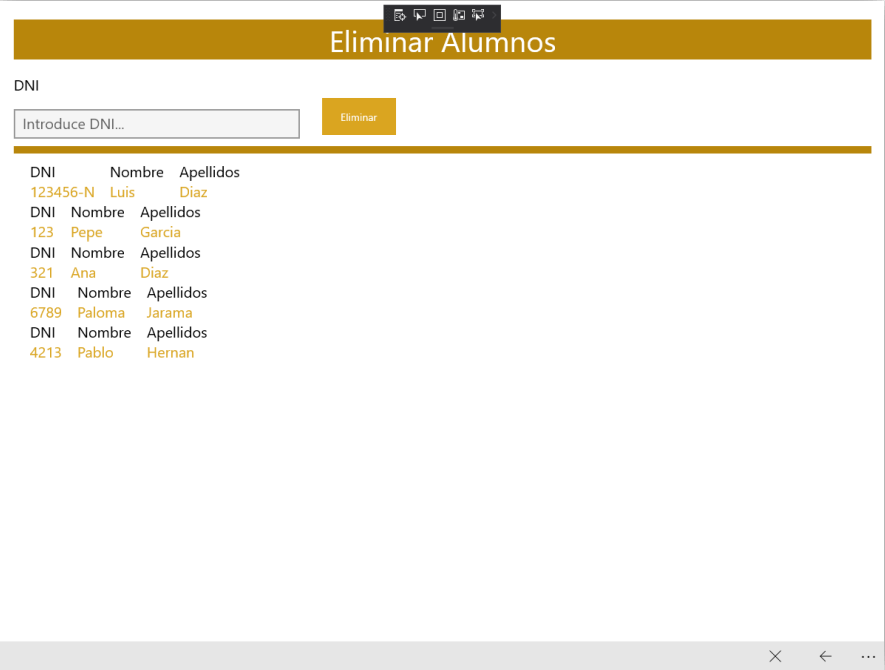 Eliminar Alumnos
DNI
Introduce DNI...
Eliminar
DNI Nombre Apellidos
123456-N Luis Diaz
DNI Nombre Apellidos
123 Pepe Garcia
DNI Nombre Apellidos
321 Ana Diaz
DNI Nombre Apellidos
6789 Paloma Jarama
DNI Nombre Apellidos
4213 Pablo Hernan